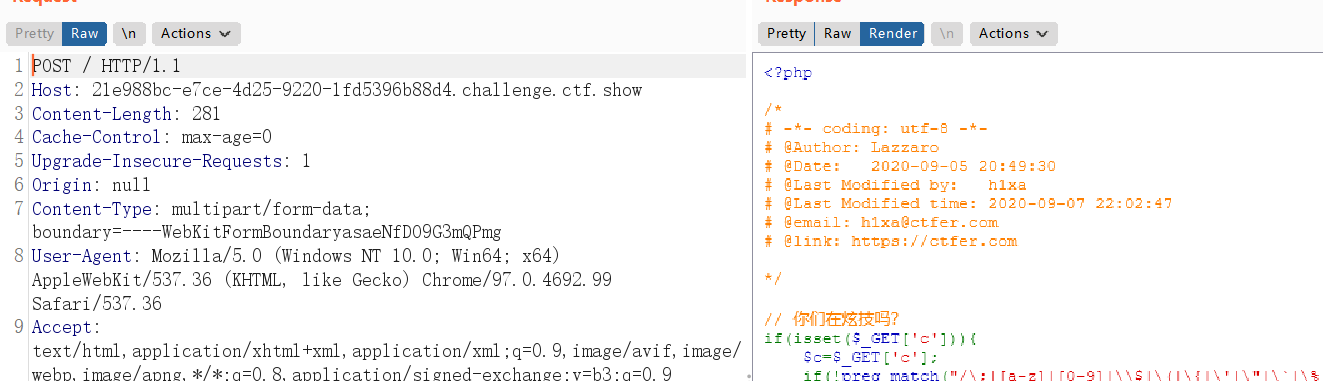 Request
Response
Pretty Raw \n Actions
Pretty Raw Render \n Actions
1 POST / HTTP/1.1
2 Host: 21e988bc-e7ce-4d25-9220-1fd5396b88d4.challenge.ctf.show
3 Content-Length: 281
4 Cache-Control: max-age=0
5 Upgrade-Insecure-Requests: 1
6 Origin: null
7 Content-Type: multipart/form-data;
boundary=----WebKitFormBoundaryasaeNfDO9G3mQPmg
8 User-Agent: Mozilla/5.0 (Windows NT 10.0; Win64; x64)
AppleWebKit/537.36 (KHTML, like Gecko) Chrome/97.0.4692.99
Safari/537.36
9 Accept:
text/html,application/xhtml+xml,application/xml;q=0.9,image/avif,image/
webp,image/apng,*/*;q=0.8,application/signed-exchange;v=b3;q=0.9
<?php
/*
# -*- coding: utf-8 -*-
# @Author: Lazzaro
# @Date:   2020-09-05 20:49:30
# @Last Modified by:   h1xa
# @Last Modified time: 2020-09-07 22:02:47
# @email: h1xa@ctfer.com
# @link: https://ctfer.com
*/
// 你们在炫技吗?
if(isset($_GET['c'])){
$c=$_GET['c'];
if(!preg_match("/\;|[a-z]|[0-9]|\\$|\(|\{|\'|\"|\`|\%